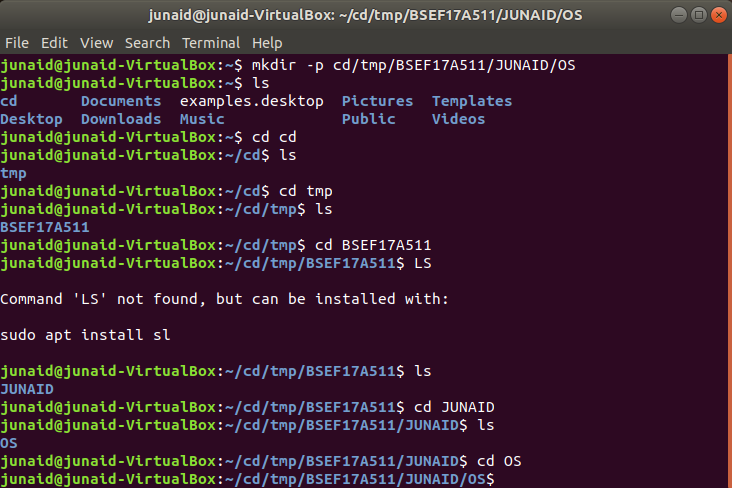 junaid@junaid-VirtualBox: ~/cd/tmp/BSEF17A511/JUNAID/OS
File Edit View Search Terminal Help
junaid@junaid-VirtualBox:~$ mkdir -p cd/tmp/BSEF17A511/JUNAID/OS
junaid@junaid-VirtualBox:~$ ls
cd Documents examples.desktop Pictures Templates
Desktop Downloads Music Public Videos
junaid@junaid-VirtualBox:~$ cd cd
junaid@junaid-VirtualBox:~/cd$ ls
tmp
junaid@junaid-VirtualBox:~/cd$ cd tmp
junaid@junaid-VirtualBox:~/cd/tmp$ ls
BSEF17A511
junaid@junaid-VirtualBox:~/cd/tmp$ cd BSEF17A511
junaid@junaid-VirtualBox:~/cd/tmp/BSEF17A511$ LS
Command 'LS' not found, but can be installed with:
sudo apt install sl
junaid@junaid-VirtualBox:~/cd/tmp/BSEF17A511$ ls
JUNAID
junaid@junaid-VirtualBox:~/cd/tmp/BSEF17A511$ cd JUNAID
junaid@junaid-VirtualBox:~/cd/tmp/BSEF17A511/JUNAID$ ls
OS
junaid@junaid-VirtualBox:~/cd/tmp/BSEF17A511/JUNAID$ cd OS
junaid@junaid-VirtualBox:~/cd/tmp/BSEF17A511/JUNAID/OS$